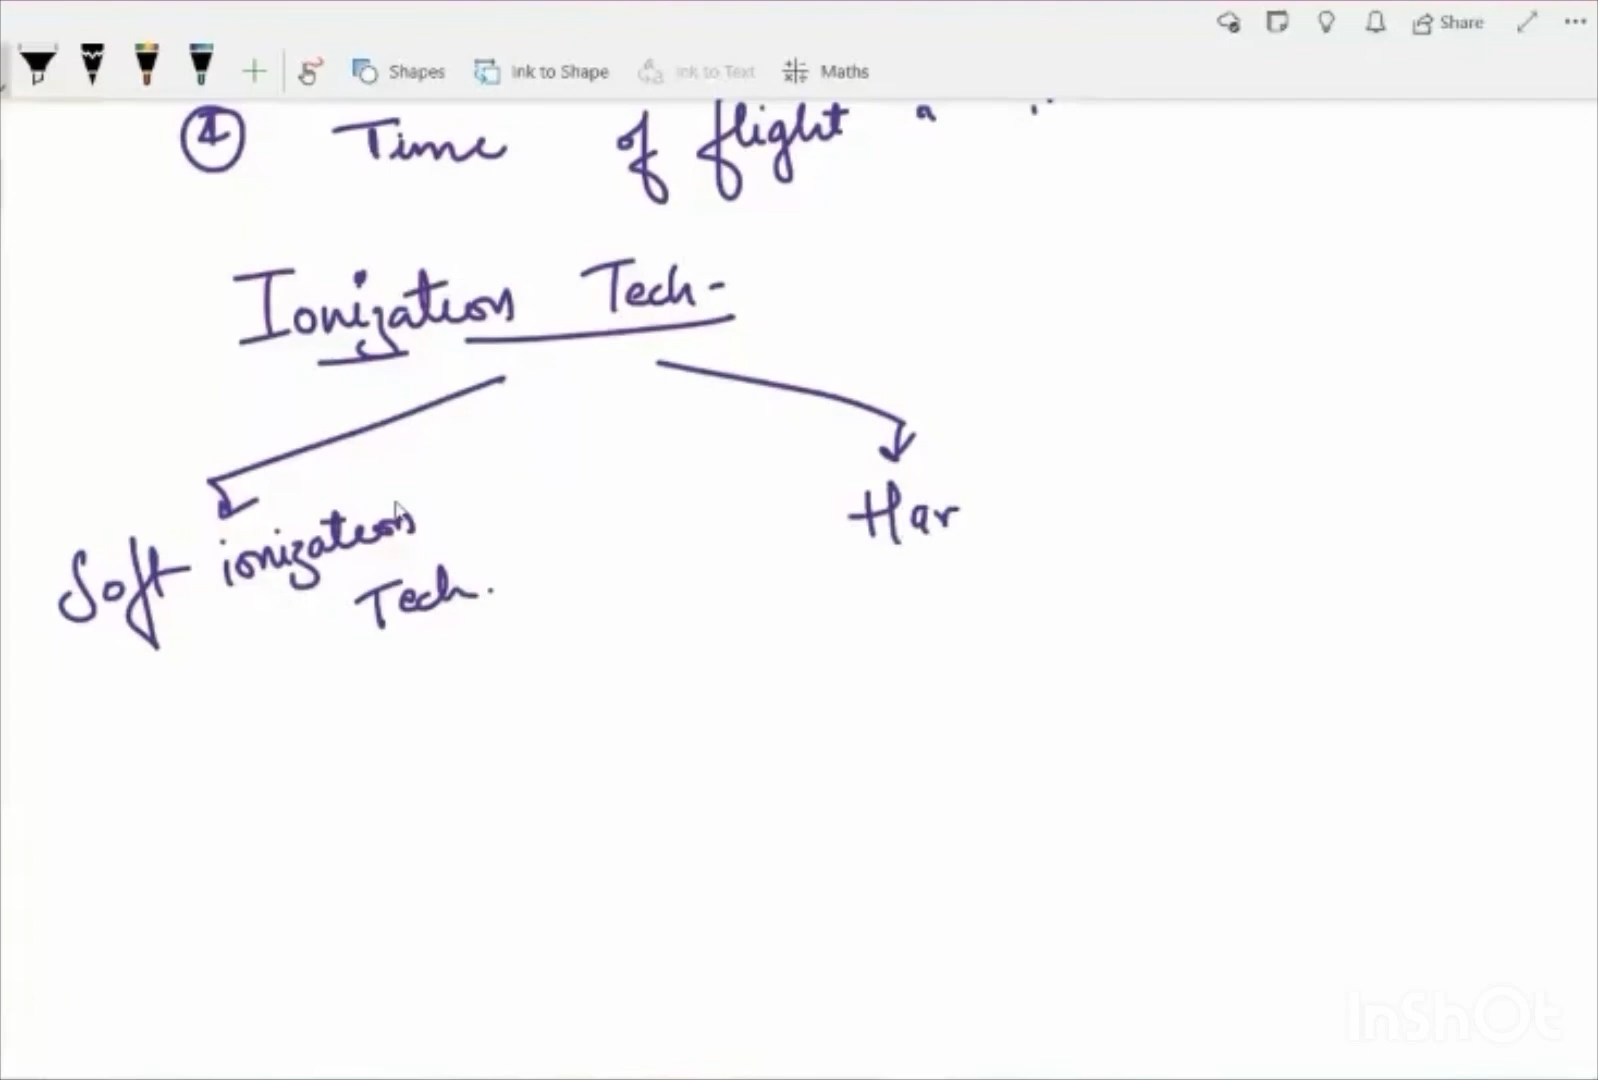 Share
Shapes
Ink to Shape
Ink to Text
Maths
④ Time of flight " "
Ionization Tech-
Soft ionization
Tech.
Har
InShOt